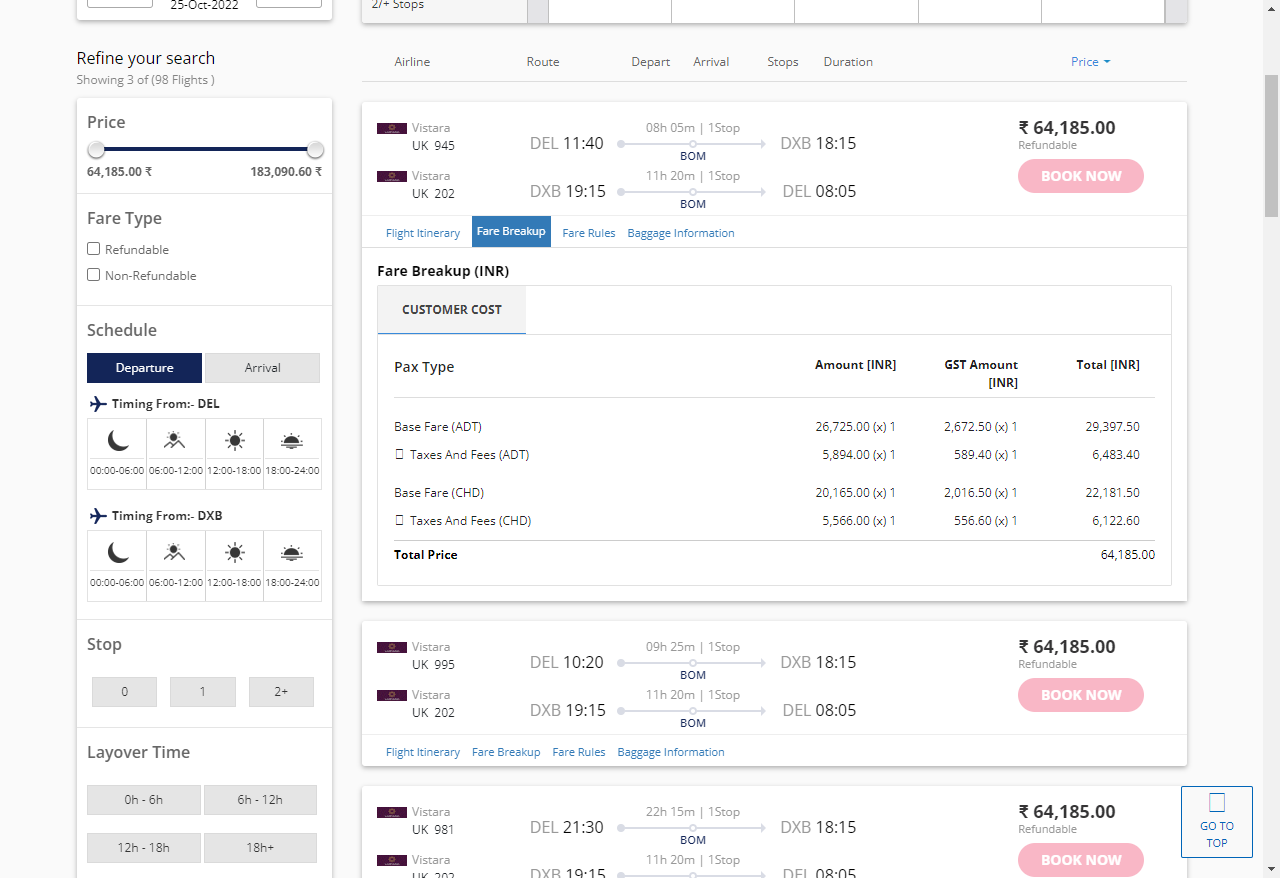 25-Oct-2022
2/+ Stops
Refine your search
Showing 3 of (98 Flights )
Price
64,185.00 ₹ 183,090.60 ₹
Fare Type
Refundable
Non-Refundable
Schedule
Departure Arrival
Timing From:- DEL
00:00-06:00 06:00-12:00 12:00-18:00 18:00-24:00
Timing From:- DXB
00:00-06:00 06:00-12:00 12:00-18:00 18:00-24:00
Stop
0 1 2+
Layover Time
0h - 6h 6h - 12h
12h - 18h 18h+
Airline Route Depart Arrival Stops Duration Price
Vistara
UK 945
DEL 11:40
08h 05m | 1Stop
BOM
DXB 18:15
₹ 64,185.00
Refundable
BOOK NOW
Vistara
UK 202
DXB 19:15
11h 20m | 1Stop
BOM
DEL 08:05
Flight Itinerary Fare Breakup Fare Rules Baggage Information
Fare Breakup (INR)
CUSTOMER COST
Pax Type Amount [INR] GST Amount [INR] Total [INR]
Base Fare (ADT) 26,725.00 (x) 1 2,672.50 (x) 1 29,397.50
Taxes And Fees (ADT) 5,894.00 (x) 1 589.40 (x) 1 6,483.40
Base Fare (CHD) 20,165.00 (x) 1 2,016.50 (x) 1 22,181.50
Taxes And Fees (CHD) 5,566.00 (x) 1 556.60 (x) 1 6,122.60
Total Price 64,185.00
Vistara
UK 995
DEL 10:20
09h 25m | 1Stop
BOM
DXB 18:15
₹ 64,185.00
Refundable
BOOK NOW
Vistara
UK 202
DXB 19:15
11h 20m | 1Stop
BOM
DEL 08:05
Flight Itinerary Fare Breakup Fare Rules Baggage Information
Vistara
UK 981
DEL 21:30
22h 15m | 1Stop
BOM
DXB 18:15
₹ 64,185.00
Refundable
BOOK NOW
Vistara
UK 202
DXB 19:15
11h 20m | 1Stop
DEL 08:05
GO TO
TOP